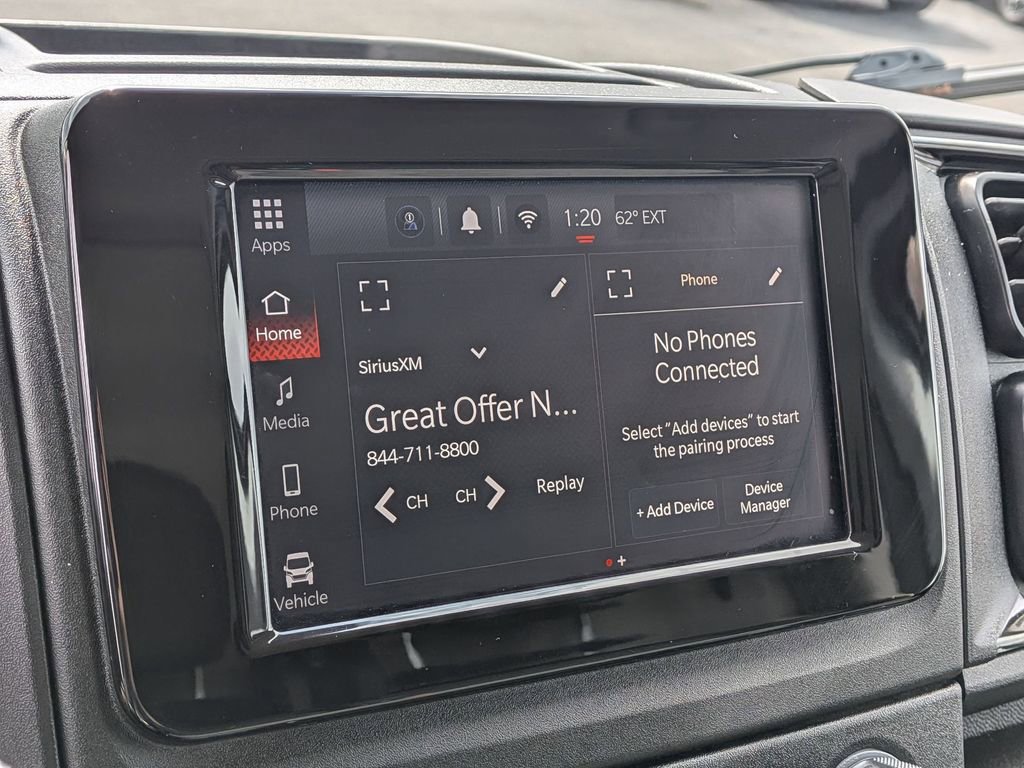 1:20 62° EXT
Apps
Home
Media
Phone
Vehicle
SiriusXM
Great Offer N...
844-711-8800
CH CH Replay
Phone
No Phones
Connected
Select "Add devices" to start
the pairing process
+ Add Device
Device
Manager
+